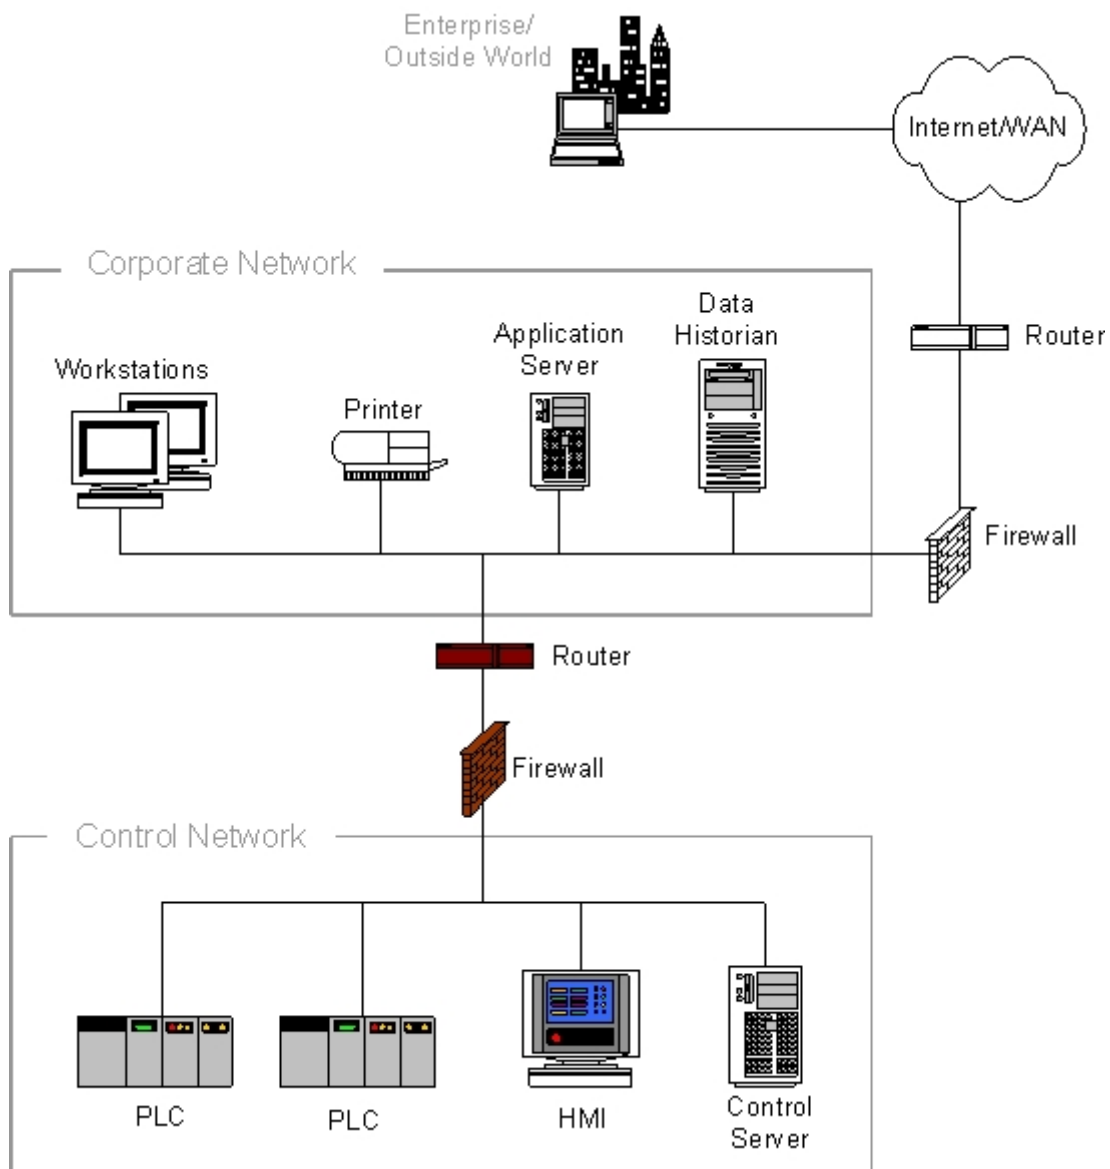 Enterprise/
Outside World
Internet/WAN
Corporate Network
Data
Historian
Application
Server
Router
Workstations
Printer
Firewall
Router
Firewall
Control Network
PLC
PLC
HMI
Control
Server